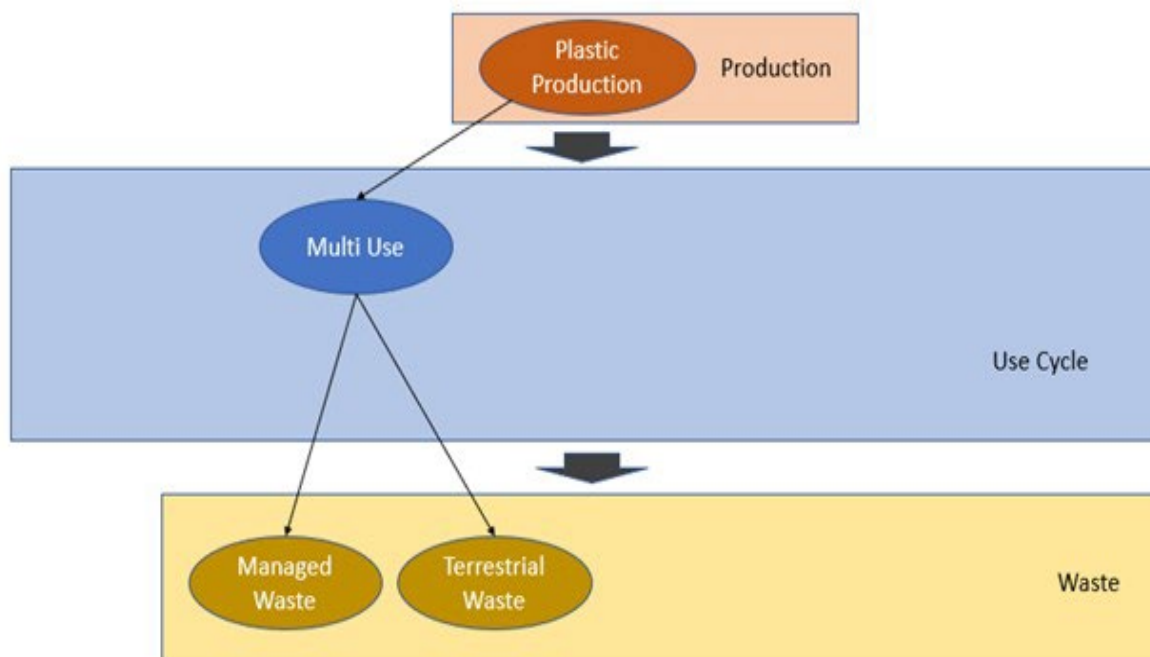 Plastic
Production
Production
Multi Use
Use Cycle
Managed
Waste
Terrestrial
Waste
Waste